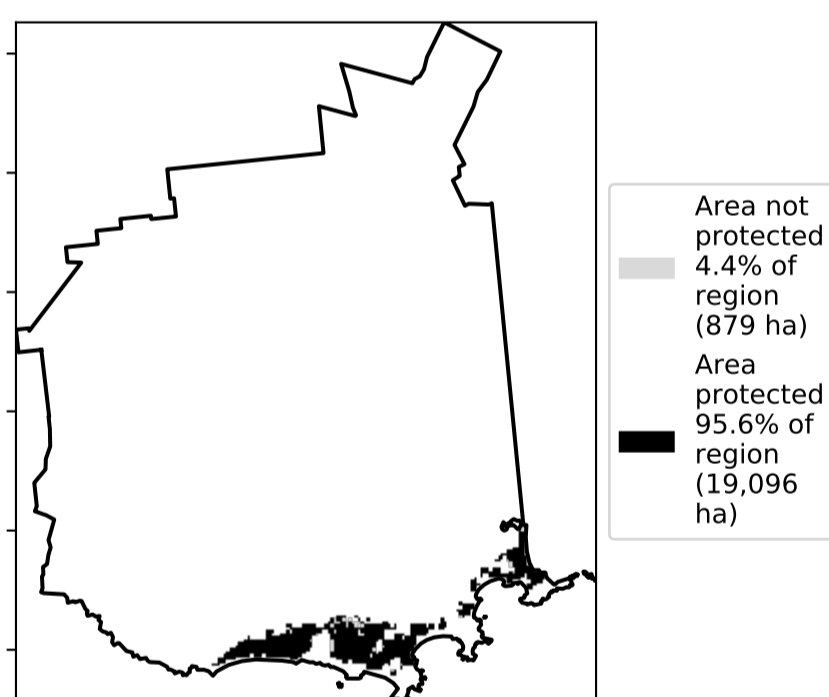 Area not
protected
4.4% of
region
(879 ha)
Area
protected
95.6% of
region
(19,096
ha)